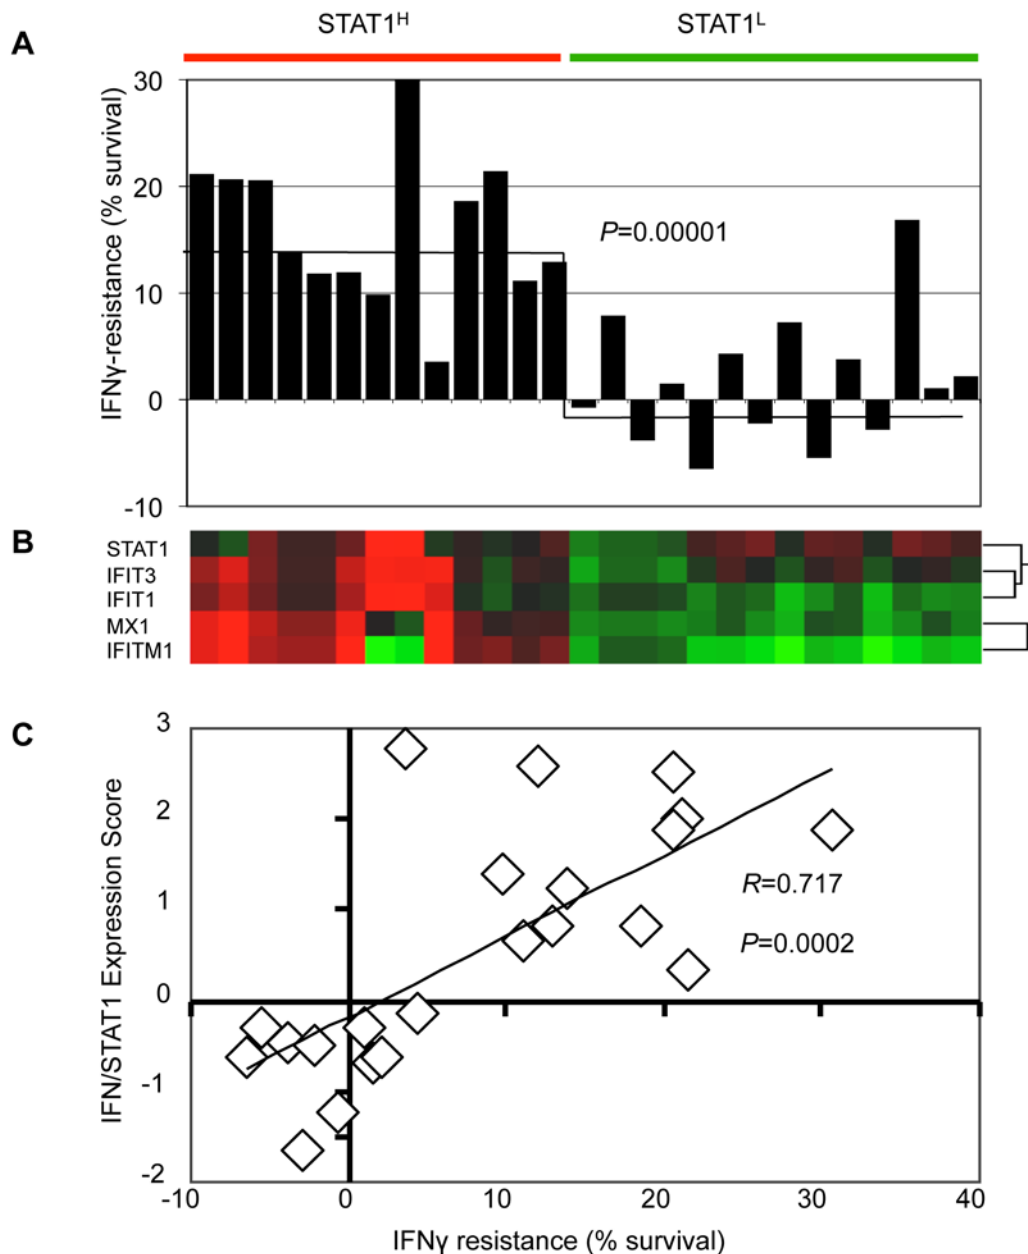 STAT1ᴴ STAT1ᴸ
A
30
20
10
0
-10
IFNγ-resistance (% survival)
P=0.00001
B
STAT1
IFIT3
IFIT1
MX1
IFITM1
C
3
2
1
0
-1
-2
IFN/STAT1 Expression Score
R=0.717
P=0.0002
-10 0 10 20 30 40
IFNγ resistance (% survival)